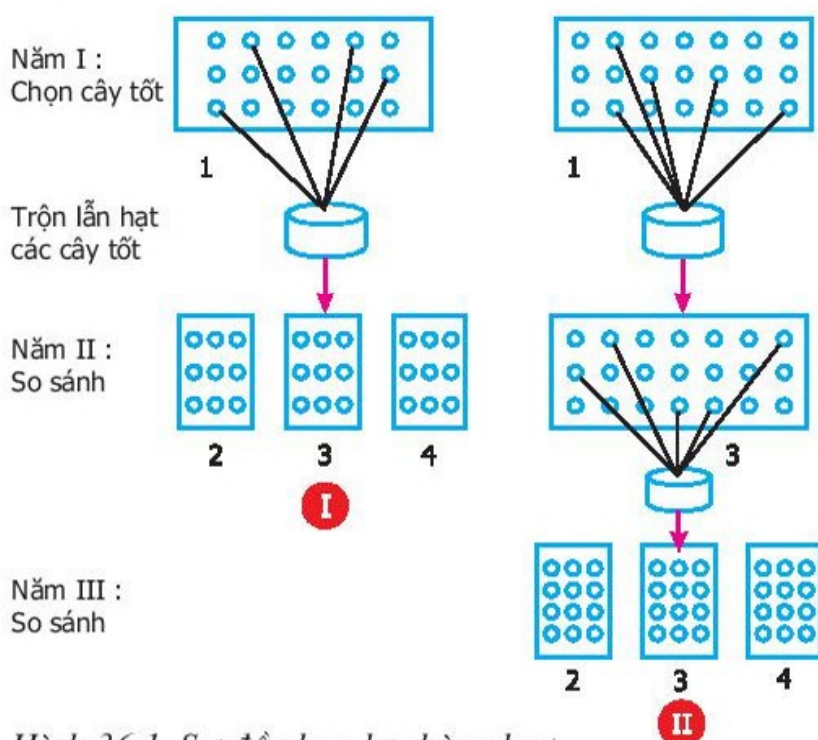 Năm I :
Chọn cây tốt
1
1
Trộn lẫn hạt
các cây tốt
Năm II :
So sánh
2
3
4
3
I
Năm III :
So sánh
2
3
4
II